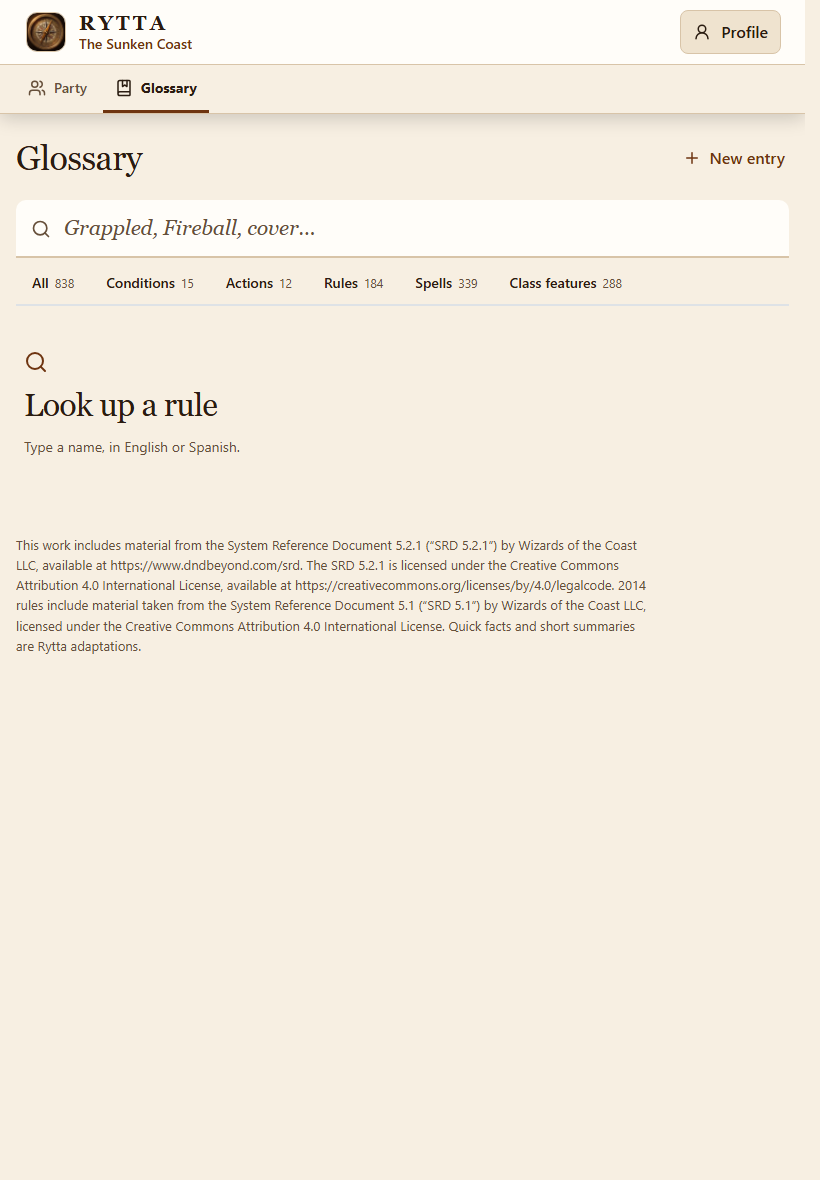 RYTTA
The Sunken Coast
Profile
Party
Glossary
Glossary
New entry
Grappled, Fireball, cover...
All 838 Conditions 15 Actions 12 Rules 184 Spells 339 Class features 288
Look up a rule
Type a name, in English or Spanish.
This work includes material from the System Reference Document 5.2.1 (“SRD 5.2.1”) by Wizards of the Coast
LLC, available at https://www.dndbeyond.com/srd. The SRD 5.2.1 is licensed under the Creative Commons
Attribution 4.0 International License, available at https://creativecommons.org/licenses/by/4.0/legalcode. 2014
rules include material taken from the System Reference Document 5.1 (“SRD 5.1”) by Wizards of the Coast LLC,
licensed under the Creative Commons Attribution 4.0 International License. Quick facts and short summaries
are Rytta adaptations.